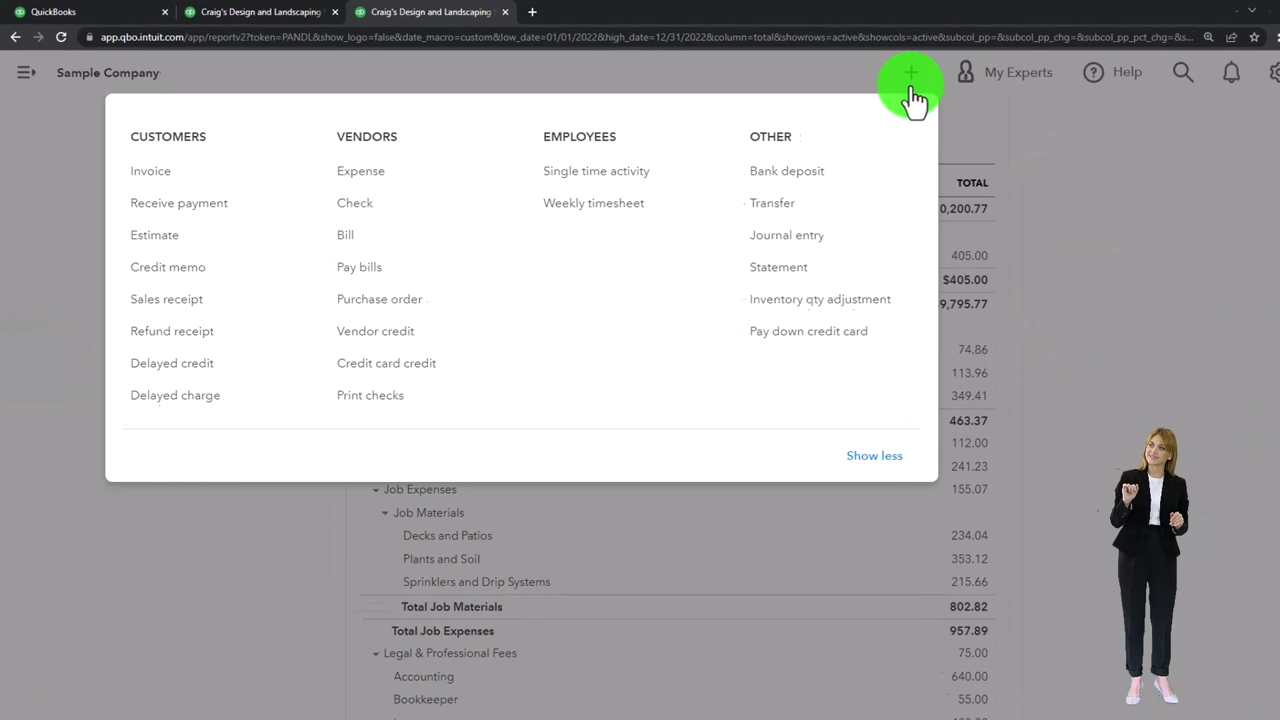 QuickBooks
Craig's Design and Landscaping
Craig's Design and Landscaping
app.qbo.intuit.com/app/reportv2?token=PANDL&show_logo=false&date_macro=custom&low_date=01/01/2022&high_date=12/31/2022&column=total&showrows=active&showcols=active&subcol_pp=&subcol_pp_chg=&subcol_pp_pct_chg=&s...
Sample Company
My Experts
Help
CUSTOMERS
Invoice
Receive payment
Estimate
Credit memo
Sales receipt
Refund receipt
Delayed credit
Delayed charge
VENDORS
Expense
Check
Bill
Pay bills
Purchase order
Vendor credit
Credit card credit
Print checks
EMPLOYEES
Single time activity
Weekly timesheet
OTHER
Bank deposit
Transfer
Journal entry
Statement
Inventory qty adjustment
Pay down credit card
Show less
TOTAL
0,200.77
405.00
$405.00
9,795.77
74.86
113.96
349.41
463.37
112.00
241.23
Job Expenses 155.07
Job Materials
Decks and Patios 234.04
Plants and Soil 353.12
Sprinklers and Drip Systems 215.66
Total Job Materials 802.82
Total Job Expenses 957.89
Legal & Professional Fees 75.00
Accounting 640.00
Bookkeeper 55.00